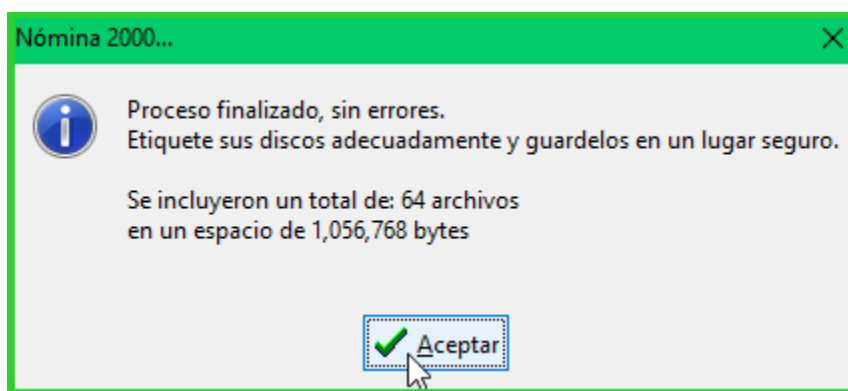 Nómina 2000...
Proceso finalizado, sin errores.
Etiquete sus discos adecuadamente y guardelos en un lugar seguro.
Se incluyeron un total de: 64 archivos
en un espacio de 1,056,768 bytes
Aceptar